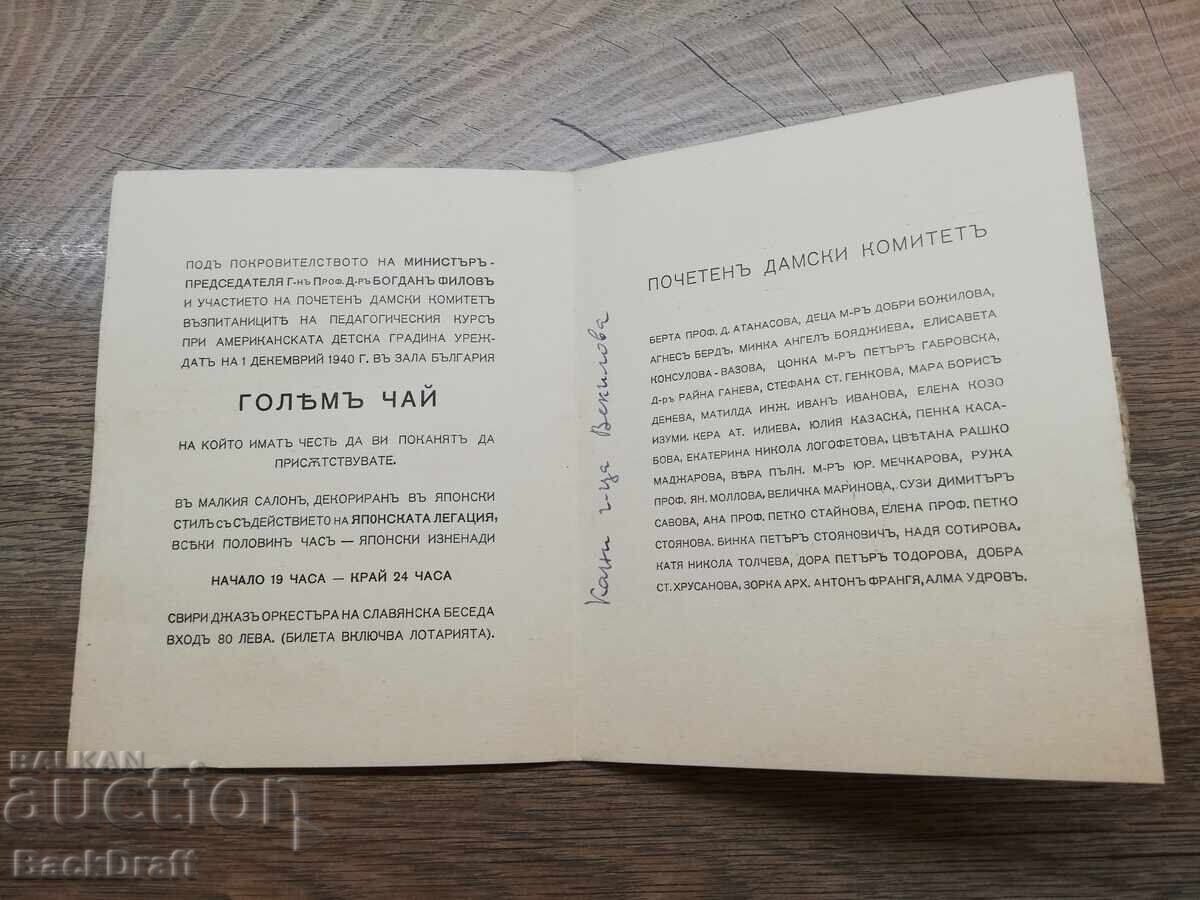 ПОДЪ ПОКРОВИТЕЛСТВОТО НА МИНИСТЪРЪ-
ПРЕДСЕДАТЕЛЯ Г-НЪ ПРОФ. Д-РЪ БОГДАНЪ ФИЛОВЪ
И УЧАСТИЕТО НА ПОЧЕТЕНЪ ДАМСКИ КОМИТЕТЪ
ВЪЗПИТАНИЦИТѢ НА ПЕДАГОГИЧЕСКИЯ КУРСЪ
ПРИ АМЕРИКАНСКАТА ДЕТСКА ГРАДИНА УРЕЖ-
ДАТЪ НА 1 ДЕКЕМВРИЙ 1940 Г. ВЪ ЗАЛА БЪЛГАРИЯ
ГОЛѢМЪ ЧАЙ
НА КОЙТО ИМАТЪ ЧЕСТЬ ДА ВИ ПОКАНЯТЪ ДА
ПРИСѪТСТВУВАТЕ.
ВЪ МАЛКИЯ САЛОНЪ, ДЕКОРИРАНЪ ВЪ ЯПОНСКИ
СТИЛЪ СЪ СЪДЕЙСТВИЕТО НА ЯПОНСКАТА ЛЕГАЦИЯ,
ВСѢКИ ПОЛОВИНЪ ЧАСЪ — ЯПОНСКИ ИЗНЕНАДИ
НАЧАЛО 19 ЧАСА — КРАЙ 24 ЧАСА
СВИРИ ДЖАЗЪ ОРКЕСТЪРА НА СЛАВЯНСКА БЕСЕДА
ВХОДЪ 80 ЛЕВА. (БИЛЕТА ВКЛЮЧВА ЛОТАРИЯТА).
Кани г-ца Векилова
ПОЧЕТЕНЪ ДАМСКИ КОМИТЕТЪ
БЕРТА ПРОФ. Д. АТАНАСОВА, ДЕЦА М-РЪ ДОБРИ БОЖИЛОВА,
АГНЕСЪ БЕРДЪ, МИНКА АНГЕЛЪ БОЯДЖИЕВА, ЕЛИСАВЕТА
КОНСУЛОВА-ВАЗОВА, ЦОНКА М-РЪ ПЕТЪРЪ ГАБРОВСКА,
Д-РЪ РАЙНА ГАНЕВА, СТЕФАНА СТ. ГЕНКОВА, МАРА БОРИСЪ
ДЕНЕВА, МАТИЛДА ИНЖ. ИВАНЪ ИВАНОВА, ЕЛЕНА КОЗО
ИЗУМИ. КЕРА АТ. ИЛИЕВА, ЮЛИЯ КАЗАСКА, ПЕНКА КАСА-
БОВА, ЕКАТЕРИНА НИКОЛА ЛОГОФЕТОВА, ЦВѢТАНА РАШКО
МАДЖАРОВА, ВѢРА ПЪЛН. М-РЪ ЮР. МЕЧКАРОВА, РУЖА
ПРОФ. ЯН. МОЛЛОВА, ВЕЛИЧКА МАРИНОВА, СУЗИ ДИМИТЪРЪ
САВОВА, АНА ПРОФ. ПЕТКО СТАЙНОВА, ЕЛЕНА ПРОФ. ПЕТКО
СТОЯНОВА. БИНКА ПЕТЪРЪ СТОЯНОВИЧЪ, НАДЯ СОТИРОВА,
КАТЯ НИКОЛА ТОЛЧЕВА, ДОРА ПЕТЪРЪ ТОДОРОВА, ДОБРА
СТ. ХРУСАНОВА, ЗОРКА АРХ. АНТОНЪ ФРАНГЯ, АЛМА УДРОВЪ.
BALKAN
auction
BackDraft